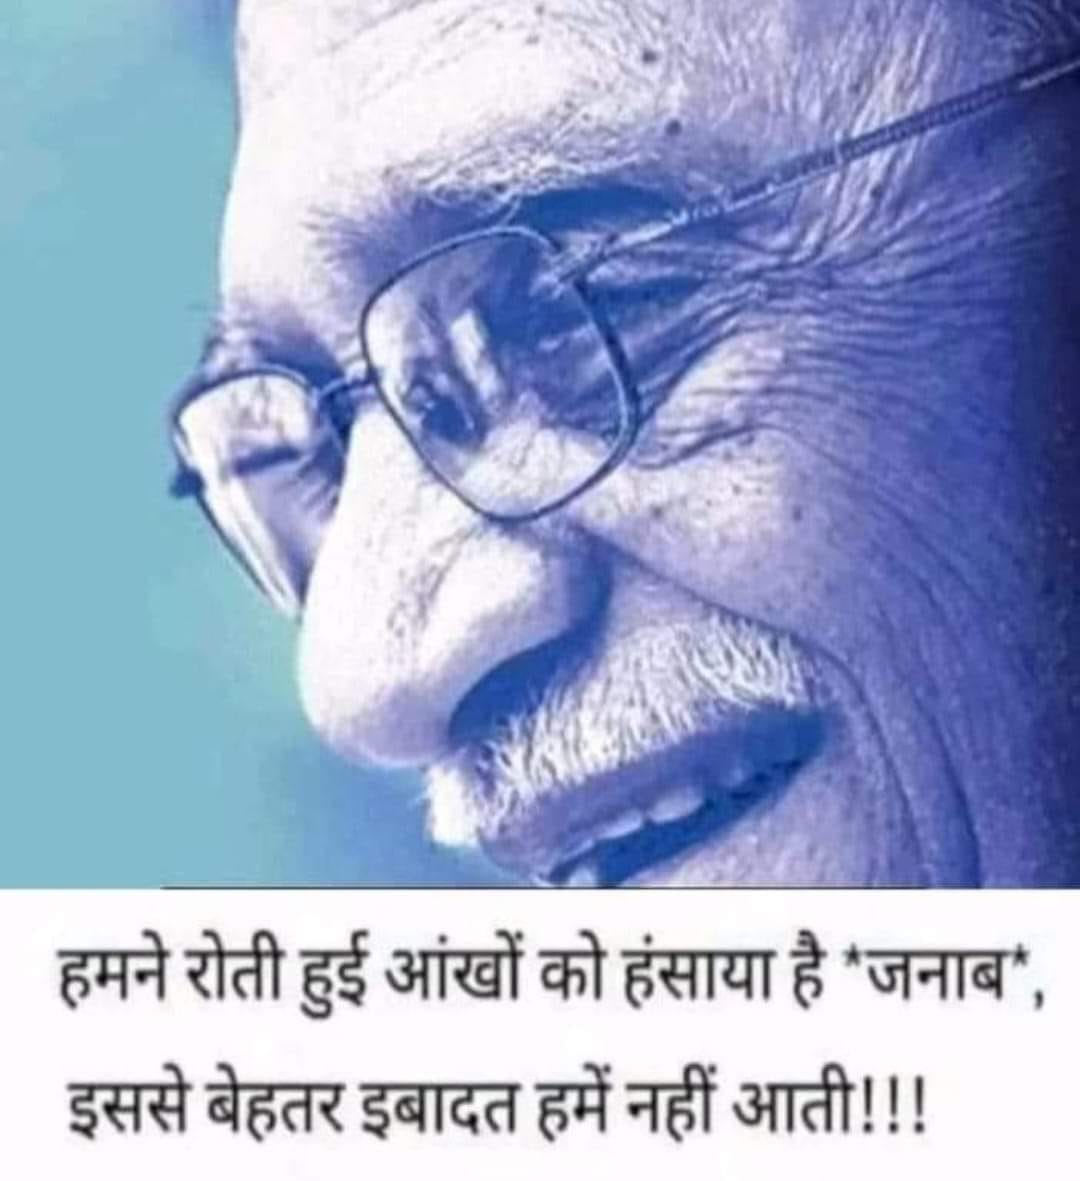 हमने रोती हुई आंखों को हंसाया है *जनाब*,
इससे बेहतर इबादत हमें नहीं आती!!!